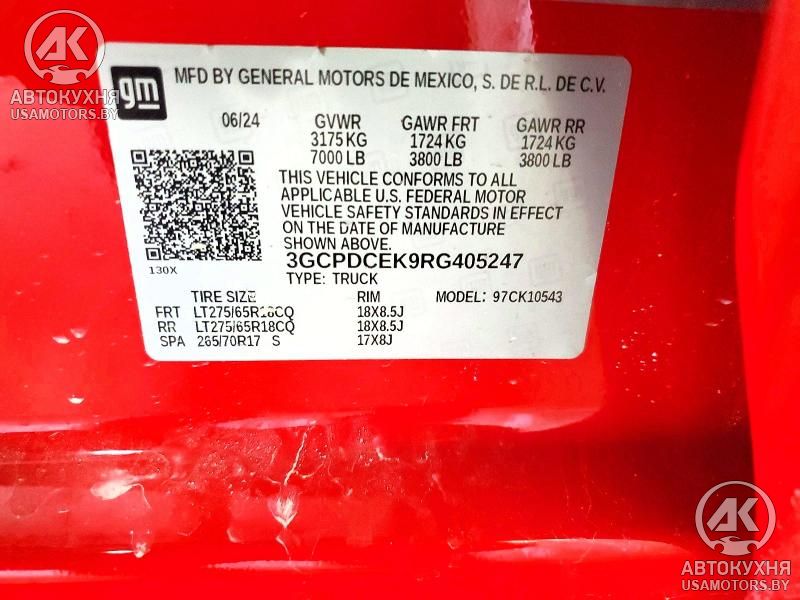 АК
АВТОКУХНЯ
USAMOTORS.BY
gm
MFD BY GENERAL MOTORS DE MEXICO, S. DE R.L. DE C.V.
06/24 GVWR GAWR FRT GAWR RR
3175 KG 1724 KG 1724 KG
7000 LB 3800 LB 3800 LB
THIS VEHICLE CONFORMS TO ALL
APPLICABLE U.S. FEDERAL MOTOR
VEHICLE SAFETY STANDARDS IN EFFECT
ON THE DATE OF MANUFACTURE
SHOWN ABOVE.
3GCPDCEK9RG405247
130X TYPE: TRUCK
TIRE SIZE RIM MODEL: 97CK10543
FRT LT275/65R18CQ 18X8.5J
RR LT275/65R18CQ 18X8.5J
SPA 265/70R17 S 17X8J
АК
АВТОКУХНЯ
USAMOTORS.BY